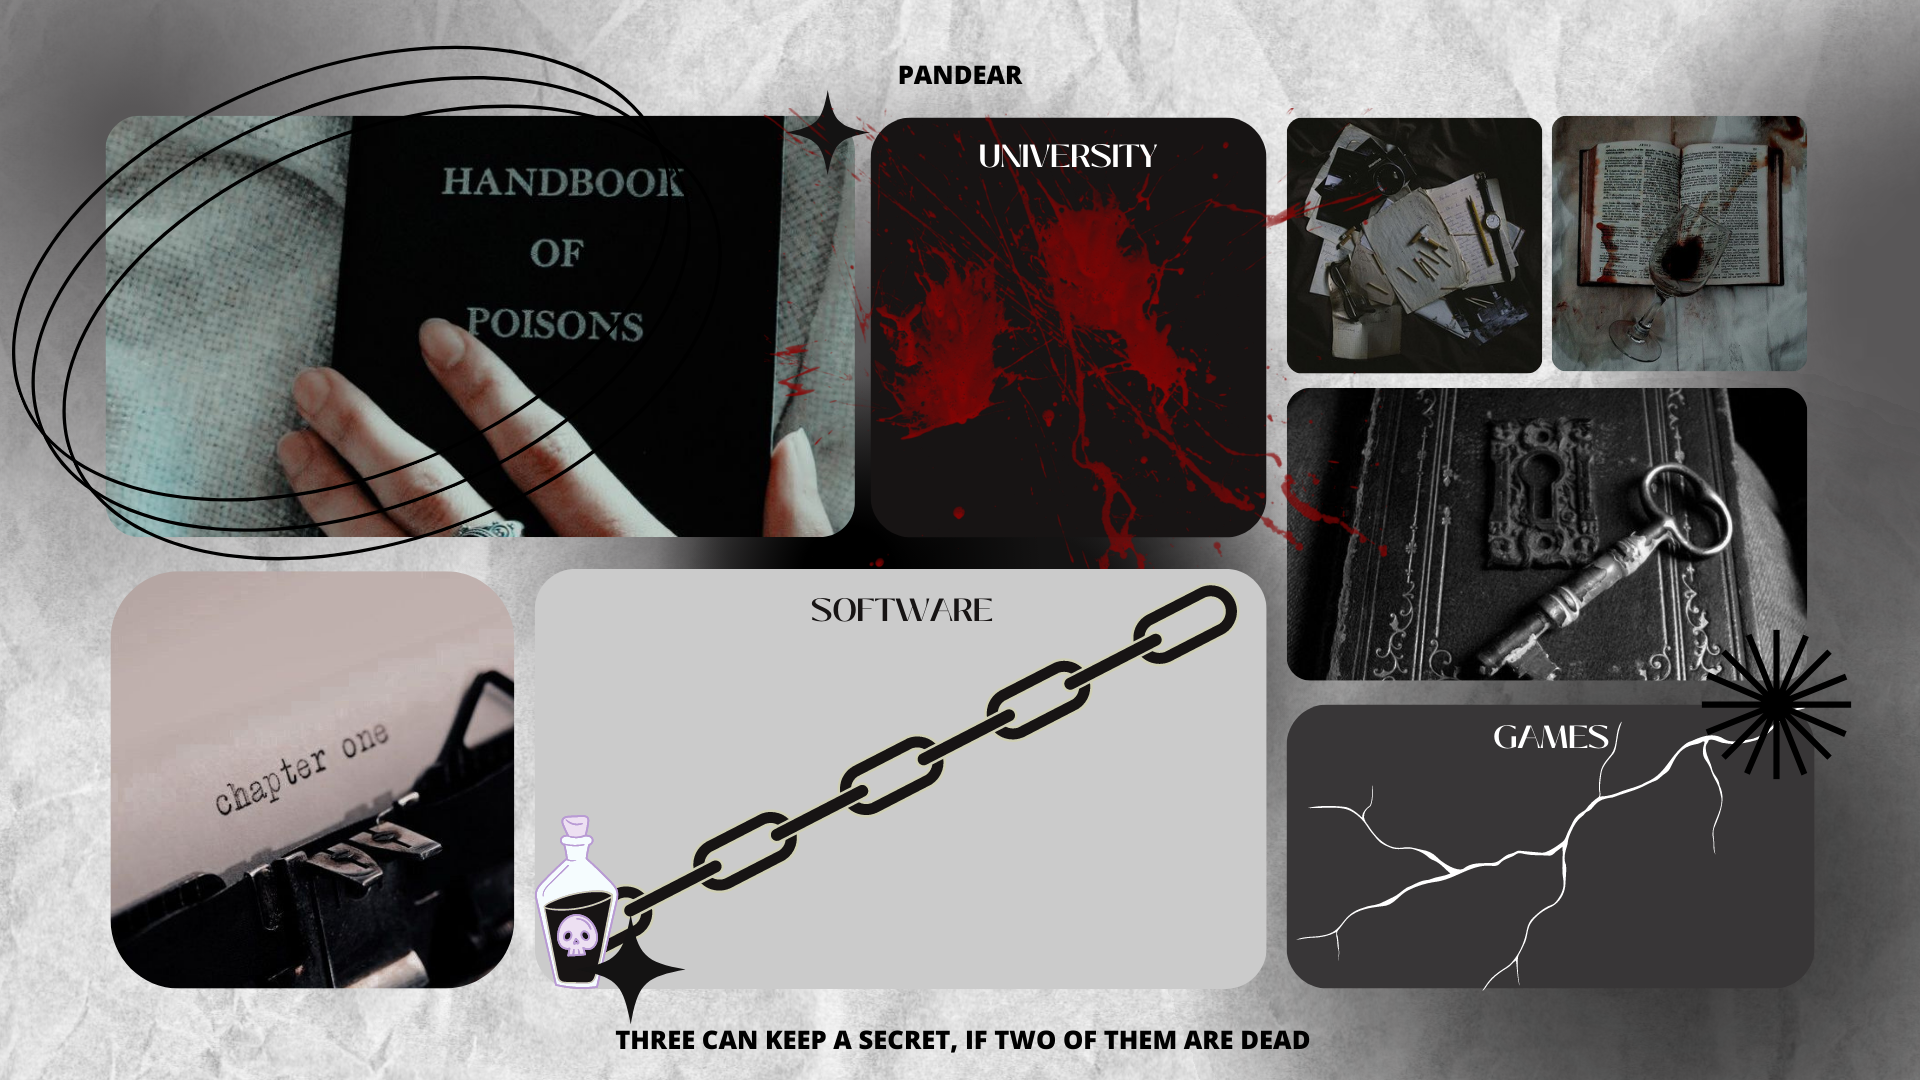 PANDEAR
HANDBOOK
OF
POISONS
UNIVERSITY
chapter one
SOFTWARE
GAMES
THREE CAN KEEP A SECRET, IF TWO OF THEM ARE DEAD